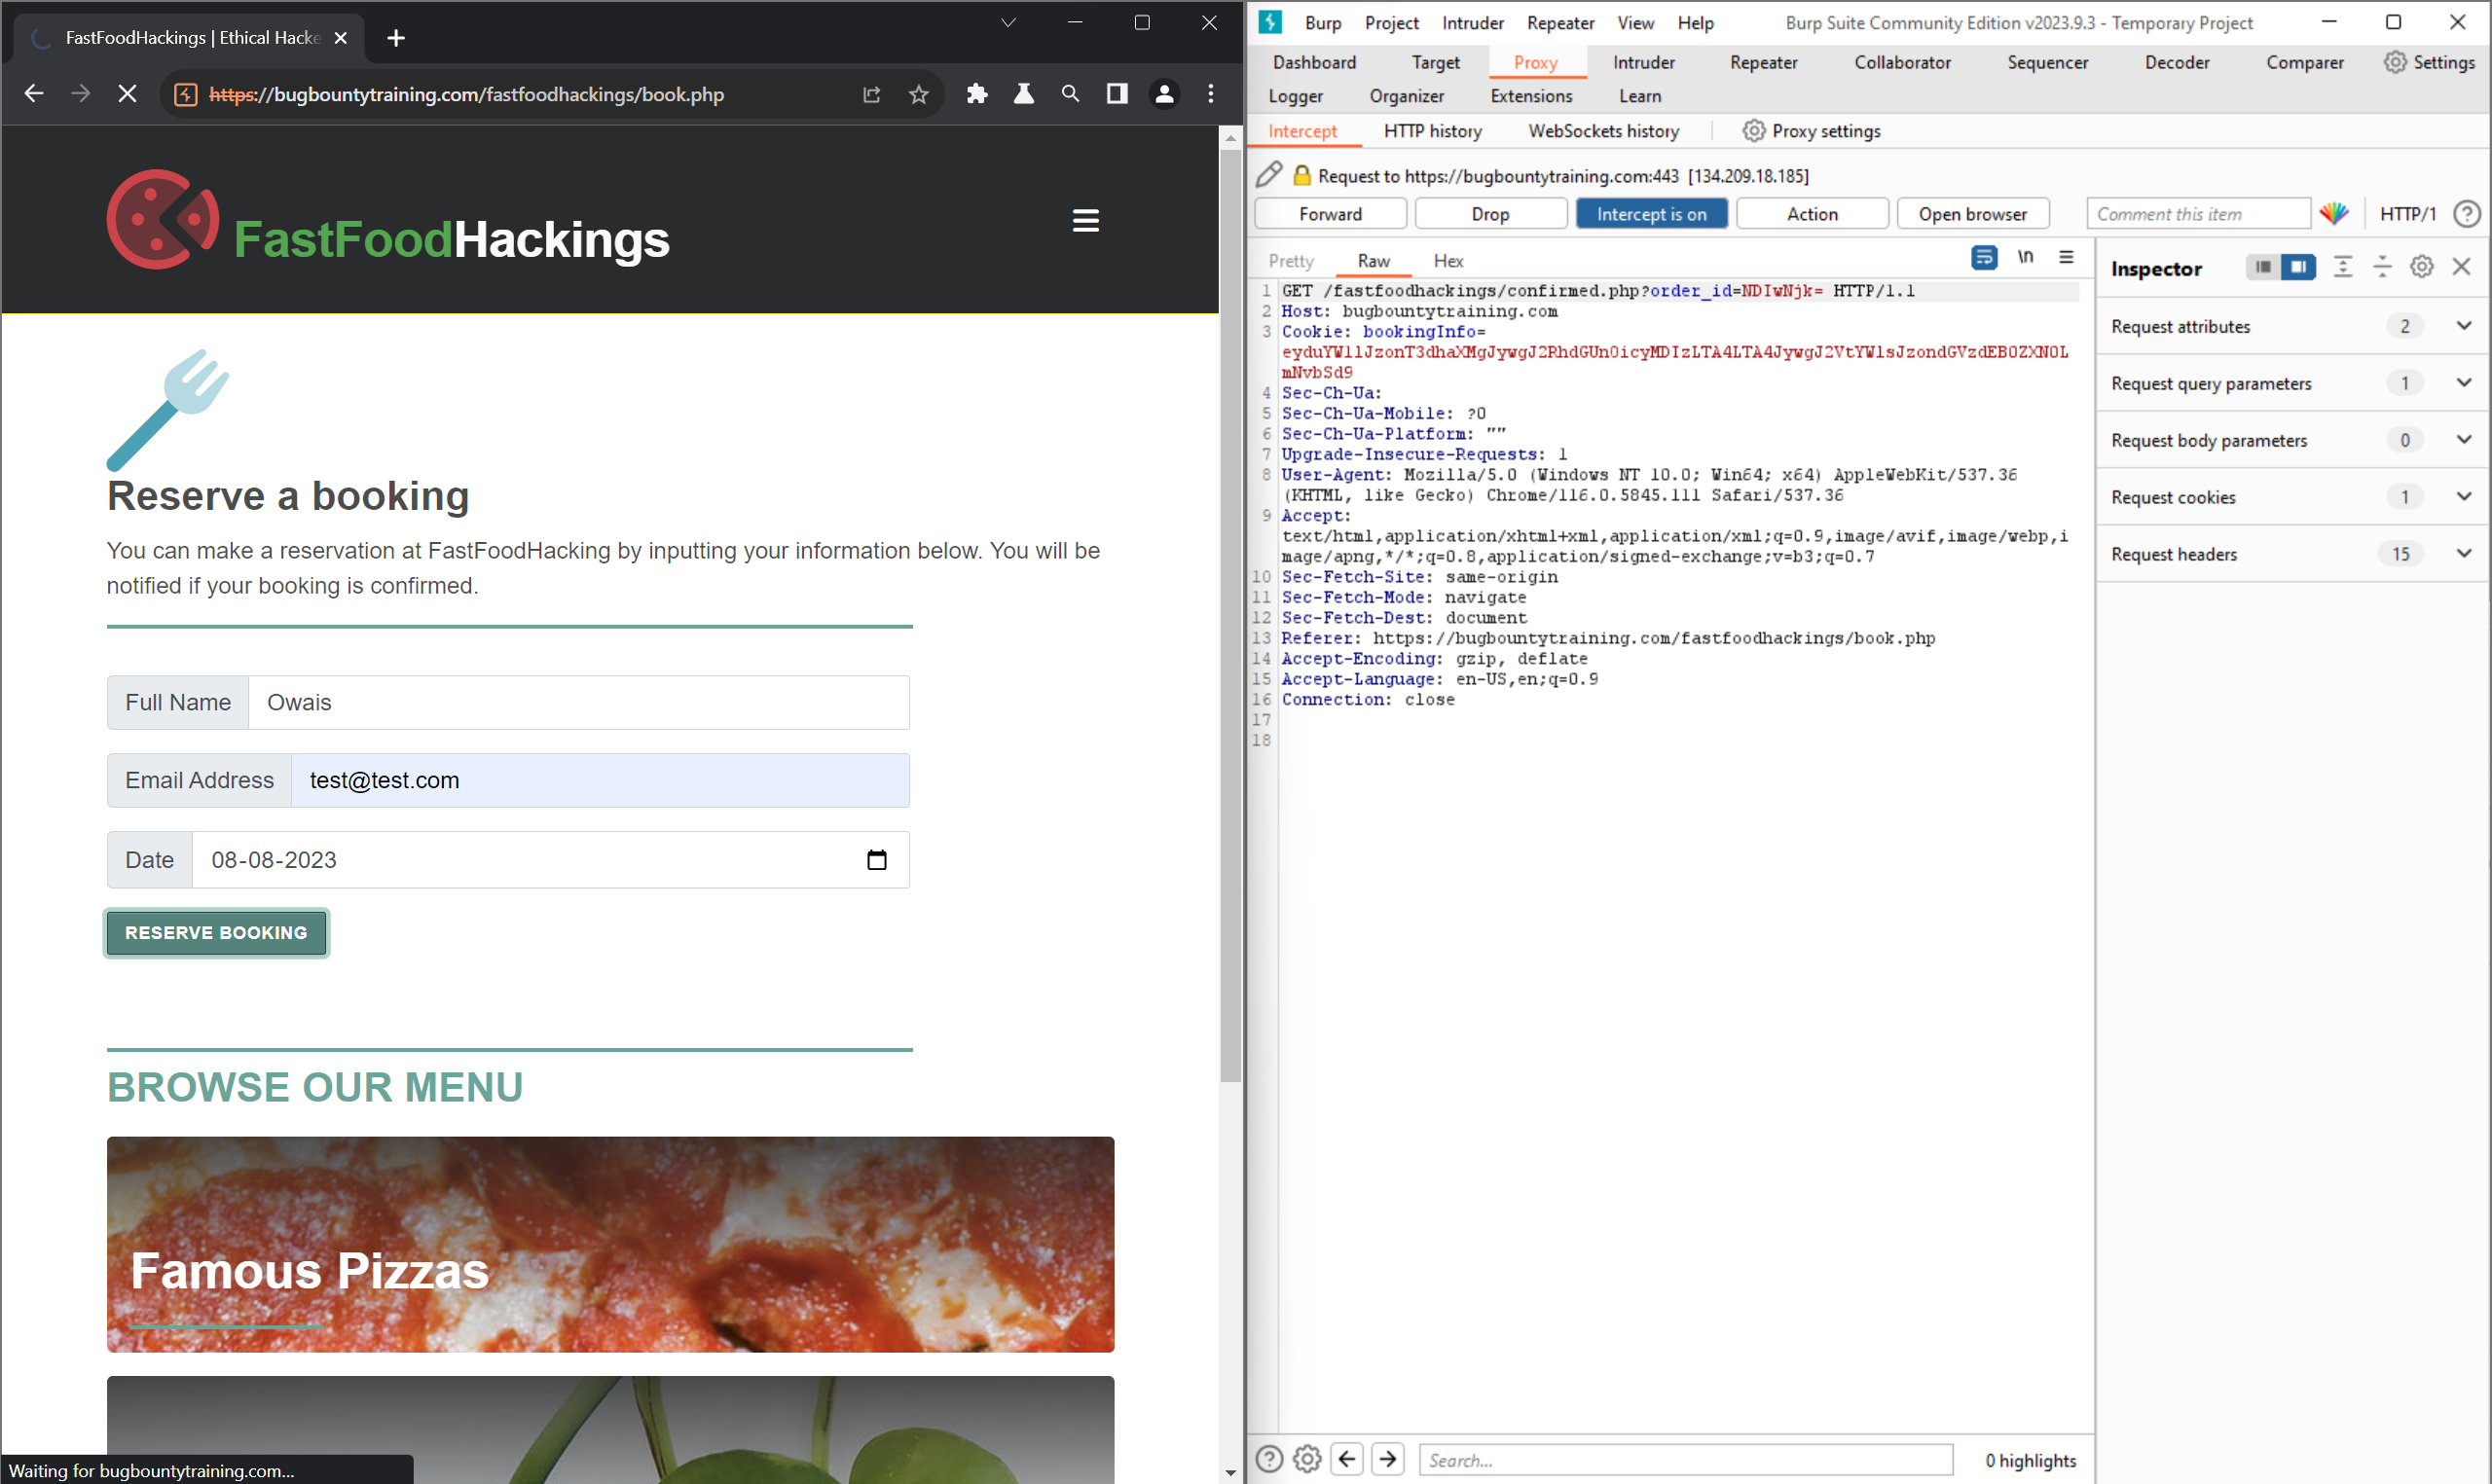 FastFoodHackings | Ethical Hacke
https://bugbountytraining.com/fastfoodhackings/book.php
FastFoodHackings
Reserve a booking
You can make a reservation at FastFoodHacking by inputting your information below. You will be
notified if your booking is confirmed.
Full Name Owais
Email Address test@test.com
Date 08-08-2023
RESERVE BOOKING
BROWSE OUR MENU
Famous Pizzas
Waiting for bugbountytraining.com...
Burp Project Intruder Repeater View Help Burp Suite Community Edition v2023.9.3 - Temporary Project
Dashboard Target Proxy Intruder Repeater Collaborator Sequencer Decoder Comparer Settings
Logger Organizer Extensions Learn
Intercept HTTP history WebSockets history Proxy settings
Request to https://bugbountytraining.com:443 [134.209.18.185]
Forward Drop Intercept is on Action Open browser Comment this item HTTP/1 ?
Pretty Raw Hex \n
1 GET /fastfoodhackings/confirmed.php?order_id=NDIwNjk= HTTP/1.1
2 Host: bugbountytraining.com
3 Cookie: bookingInfo=
eyduYW1lJzonT3dhaXMgJywgJ2RhdGUnOicyMDIzLTA4LTA4JywgJ2VtYWlsJzondGVzdEB0ZXN0L
mNvbSd9
4 Sec-Ch-Ua:
5 Sec-Ch-Ua-Mobile: ?0
6 Sec-Ch-Ua-Platform: ""
7 Upgrade-Insecure-Requests: 1
8 User-Agent: Mozilla/5.0 (Windows NT 10.0; Win64; x64) AppleWebKit/537.36
(KHTML, like Gecko) Chrome/116.0.5845.111 Safari/537.36
9 Accept:
text/html,application/xhtml+xml,application/xml;q=0.9,image/avif,image/webp,i
mage/apng,*/*;q=0.8,application/signed-exchange;v=b3;q=0.7
10 Sec-Fetch-Site: same-origin
11 Sec-Fetch-Mode: navigate
12 Sec-Fetch-Dest: document
13 Referer: https://bugbountytraining.com/fastfoodhackings/book.php
14 Accept-Encoding: gzip, deflate
15 Accept-Language: en-US,en;q=0.9
16 Connection: close
17
18
Inspector
Request attributes 2
Request query parameters 1
Request body parameters 0
Request cookies 1
Request headers 15
? Search... 0 highlights